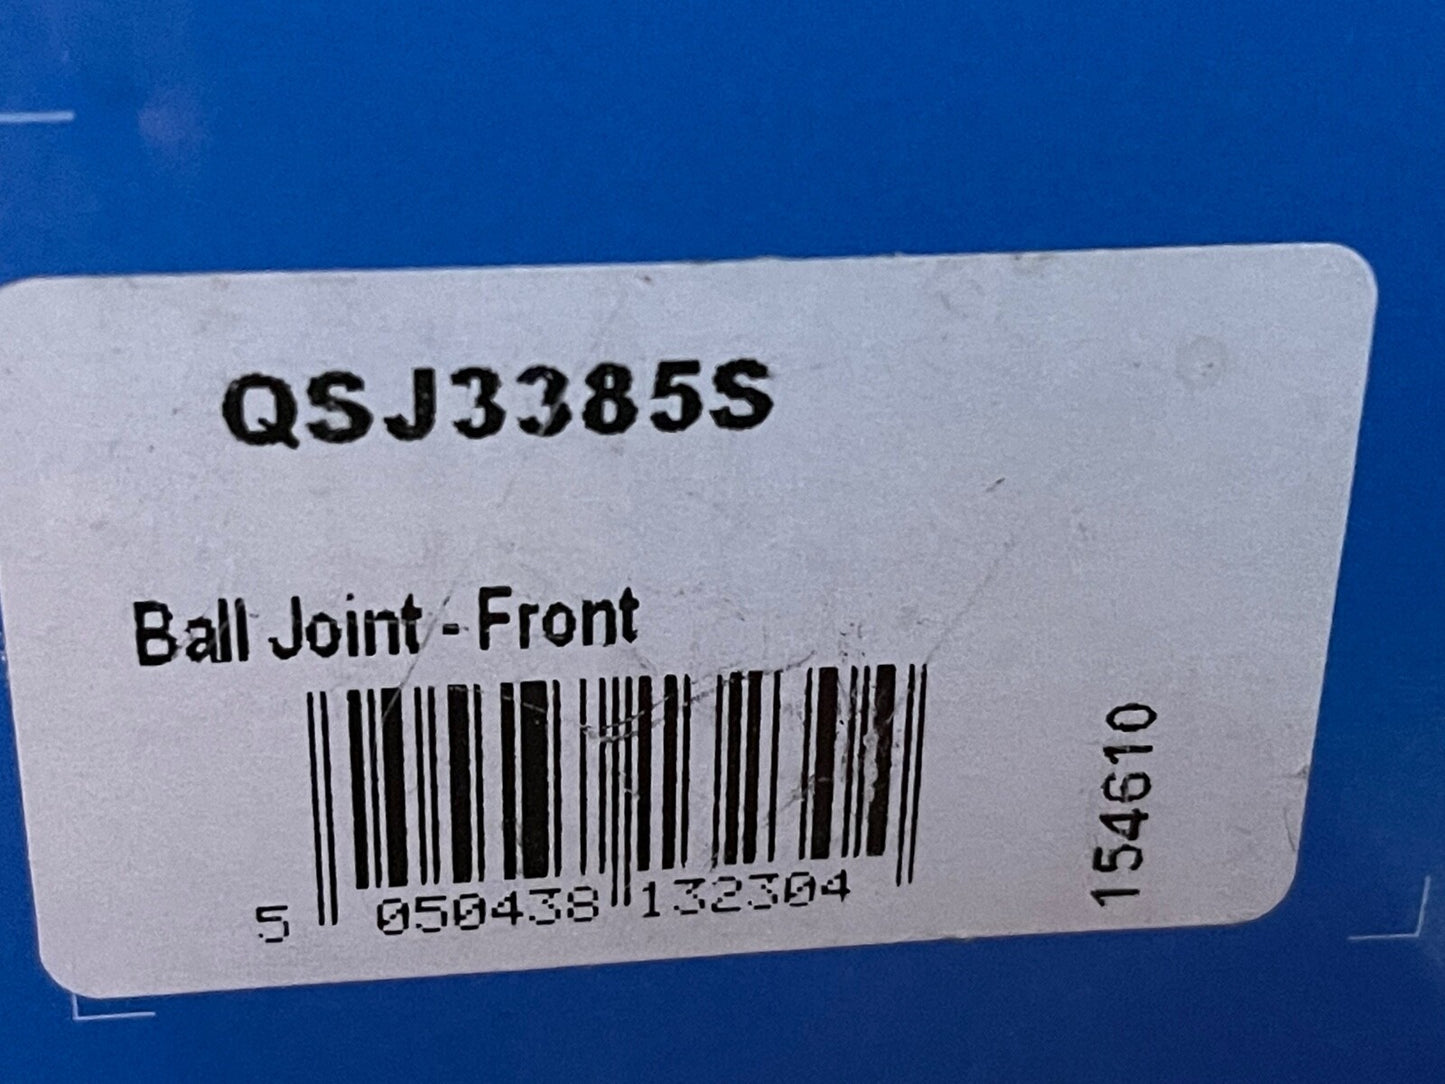 QSJ3385S
Ball Joint - Front
5 050438 132304
154610